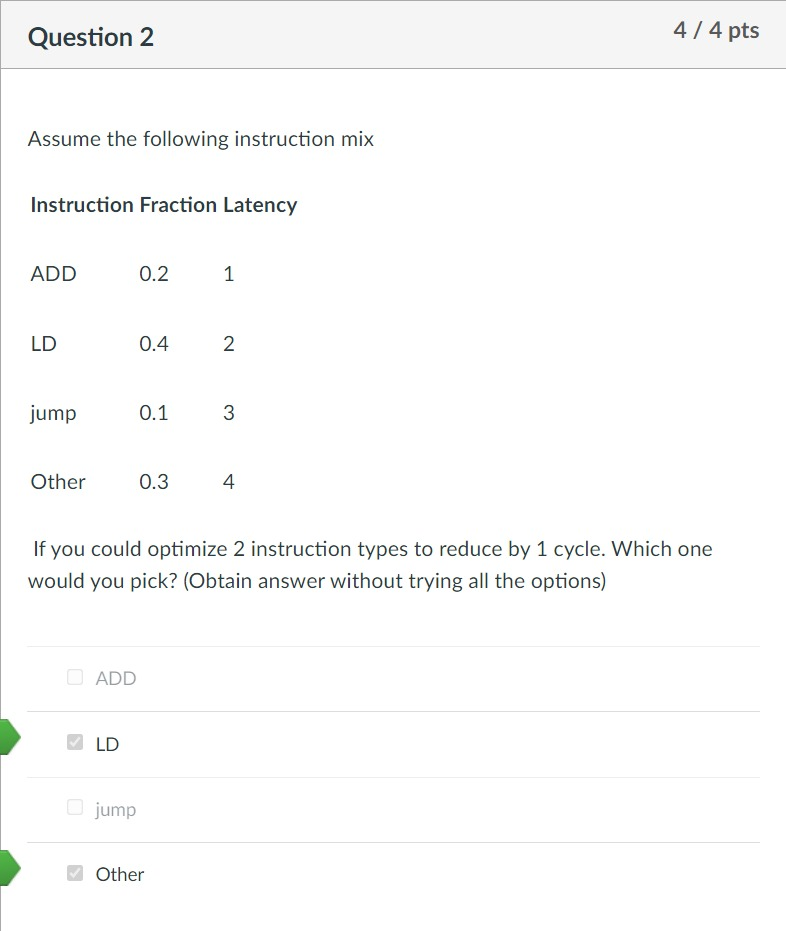 Question 2
4 / 4 pts
Assume the following instruction mix
Instruction Fraction Latency
ADD 0.2 1
LD 0.4 2
jump 0.1 3
Other 0.3 4
If you could optimize 2 instruction types to reduce by 1 cycle. Which one
would you pick? (Obtain answer without trying all the options)
ADD
LD
jump
Other